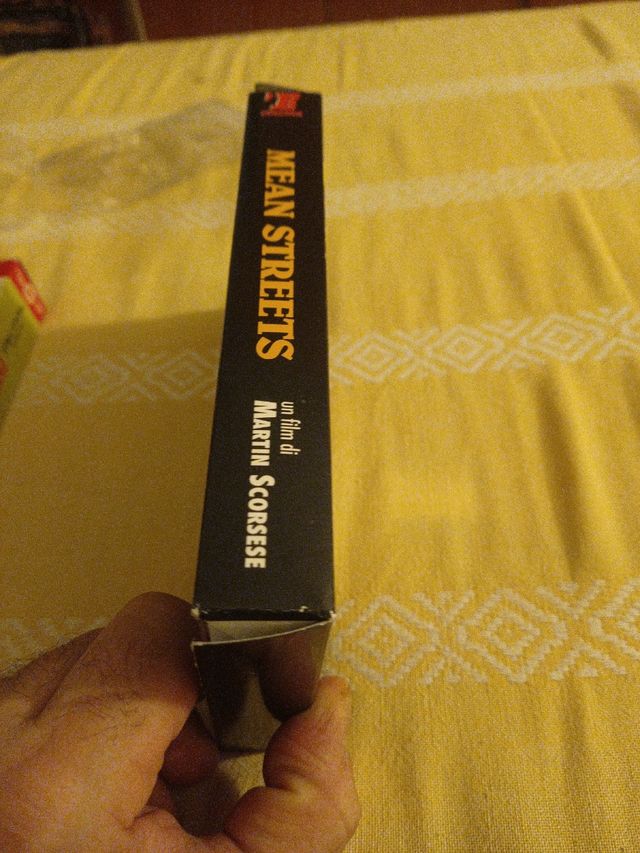 MEAN STREETS
un film di
MARTIN SCORSESE